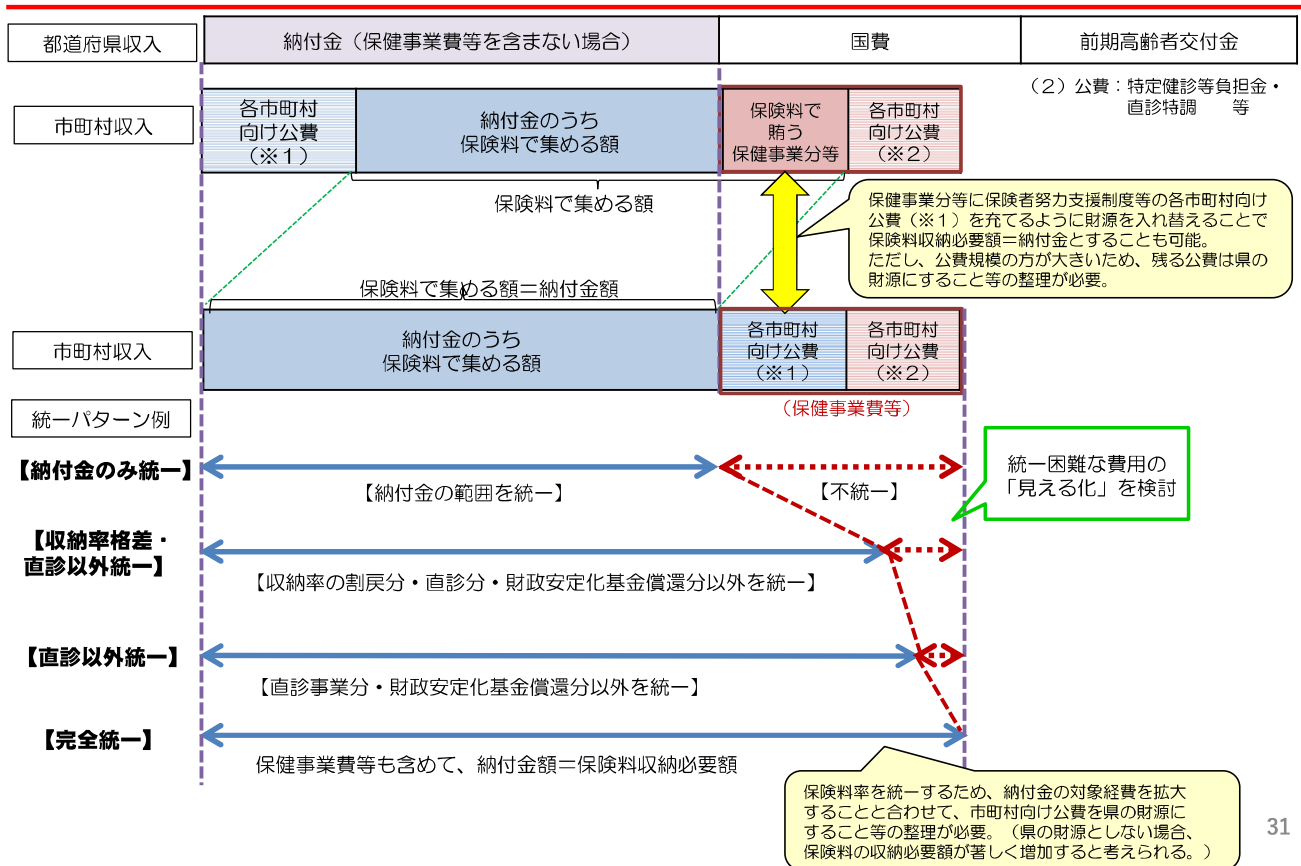 都道府県収入
納付金（保健事業費等を含まない場合）
国費
前期高齢者交付金
（２）公費：特定健診等負担金・
直診特調　　等
市町村収入
各市町村
向け公費
（※１）
納付金のうち
保険料で集める額
保険料で
賄う
保健事業分等
各市町村
向け公費
（※２）
保険料で集める額
保健事業分等に保険者努力支援制度等の各市町村向け
公費（※１）を充てるように財源を入れ替えることで
保険料収納必要額＝納付金とすることも可能。
ただし、公費規模の方が大きいため、残る公費は県の
財源にすること等の整理が必要。
保険料で集める額＝納付金額
市町村収入
納付金のうち
保険料で集める額
各市町村
向け公費
（※１）
各市町村
向け公費
（※２）
（保健事業費等）
統一パターン例
【納付金のみ統一】
【納付金の範囲を統一】
【不統一】
統一困難な費用の
「見える化」を検討
【収納率格差・
直診以外統一】
【収納率の割戻分・直診分・財政安定化基金償還分以外を統一】
【直診以外統一】
【直診事業分・財政安定化基金償還分以外を統一】
【完全統一】
保健事業費等も含めて、納付金額＝保険料収納必要額
保険料率を統一するため、納付金の対象経費を拡大
することと合わせて、市町村向け公費を県の財源に
すること等の整理が必要。（県の財源としない場合、
保険料の収納必要額が著しく増加すると考えられる。）
31